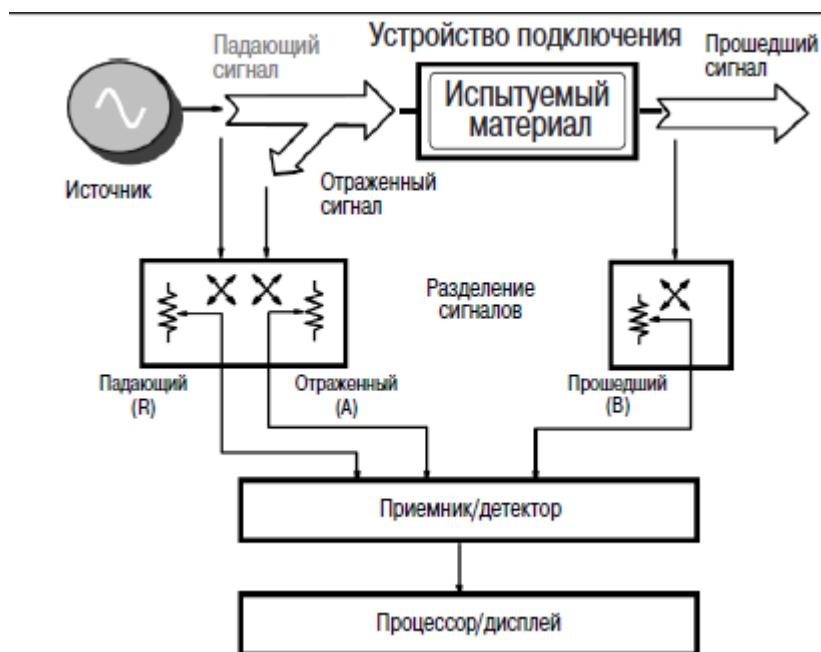 Падающий
сигнал
Устройство подключения
Прошедший
сигнал
Испытуемый
материал
Источник
Отраженный
сигнал
Разделение
сигналов
Падающий
(R)
Отраженный
(A)
Прошедший
(B)
Приемник/детектор
Процессор/дисплей